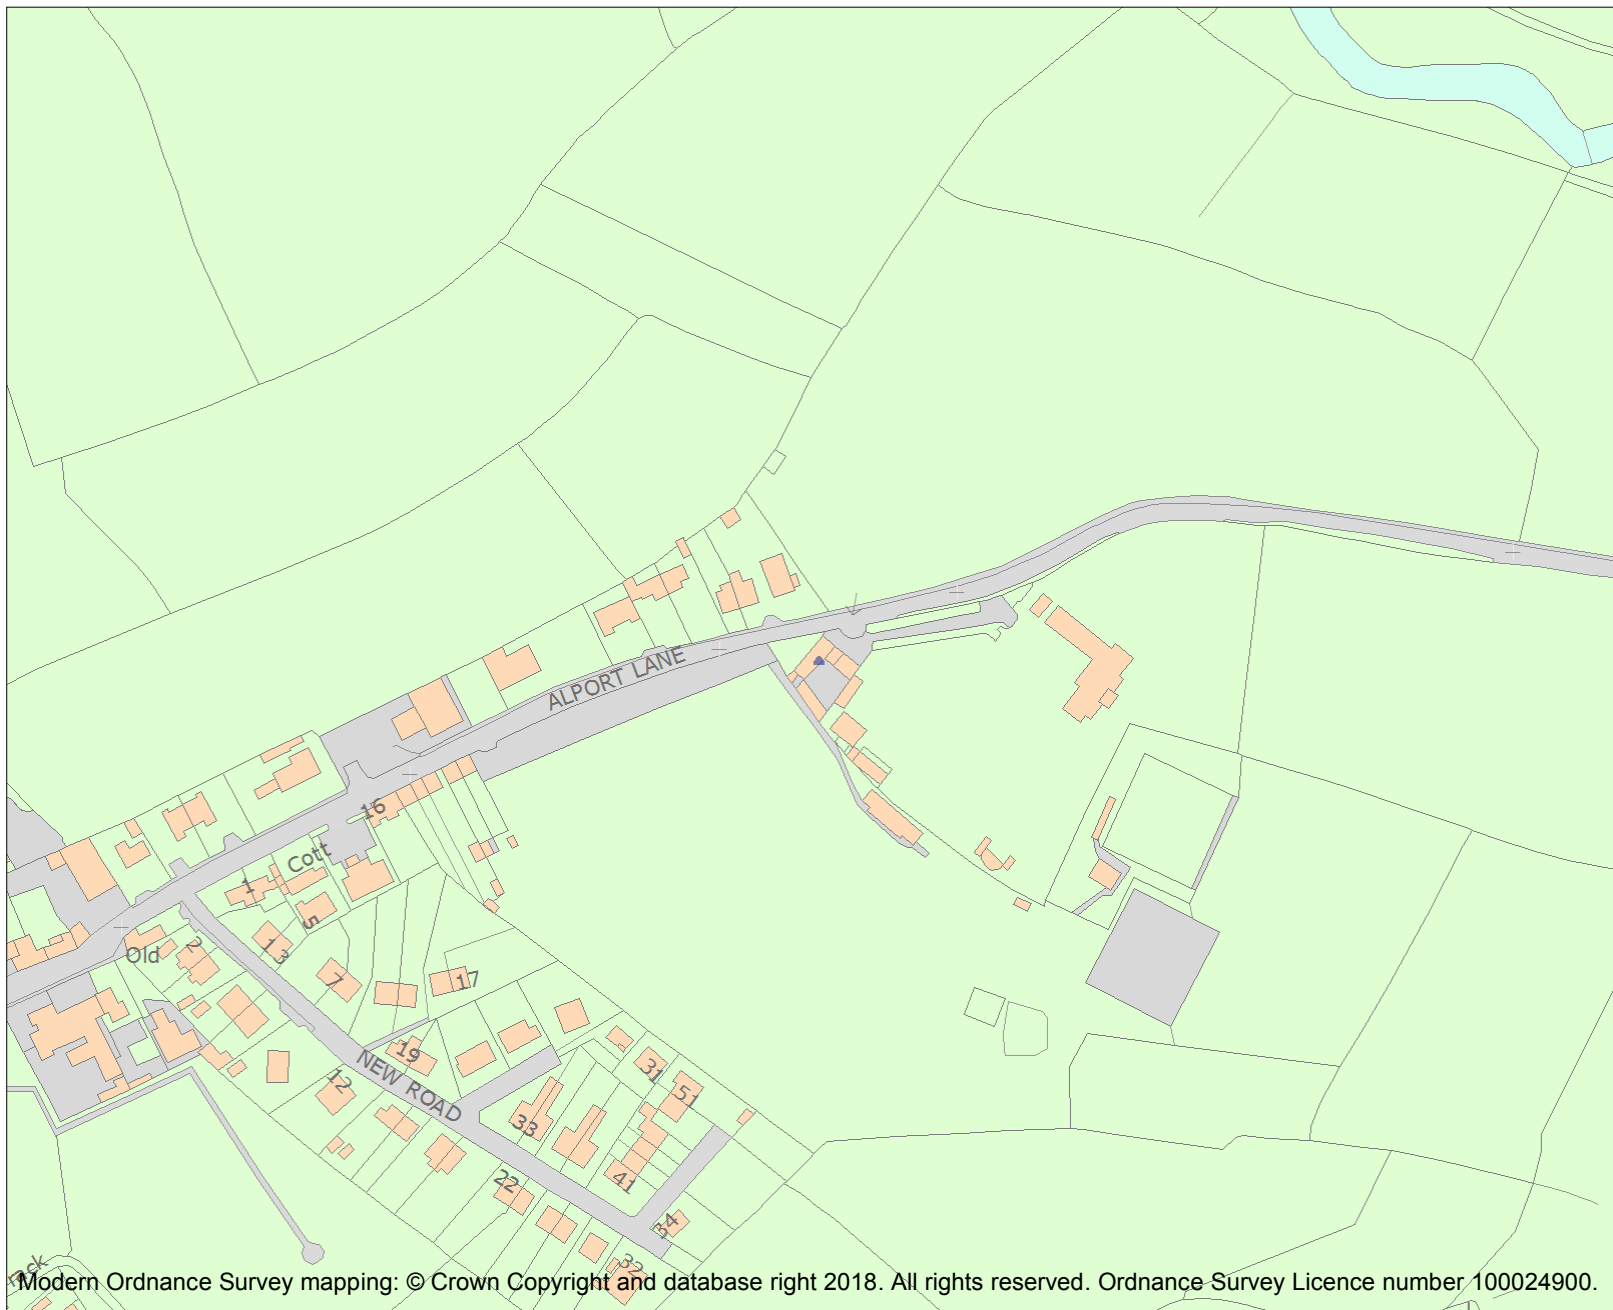 ALPORT LANE
16
Cott
1
5
Old
2
13
7
17
19
NEW ROAD
12
31
51
33
41
22
34
32
rack
Modern Ordnance Survey mapping: © Crown Copyright and database right 2018. All rights reserved. Ordnance Survey Licence number 100024900.